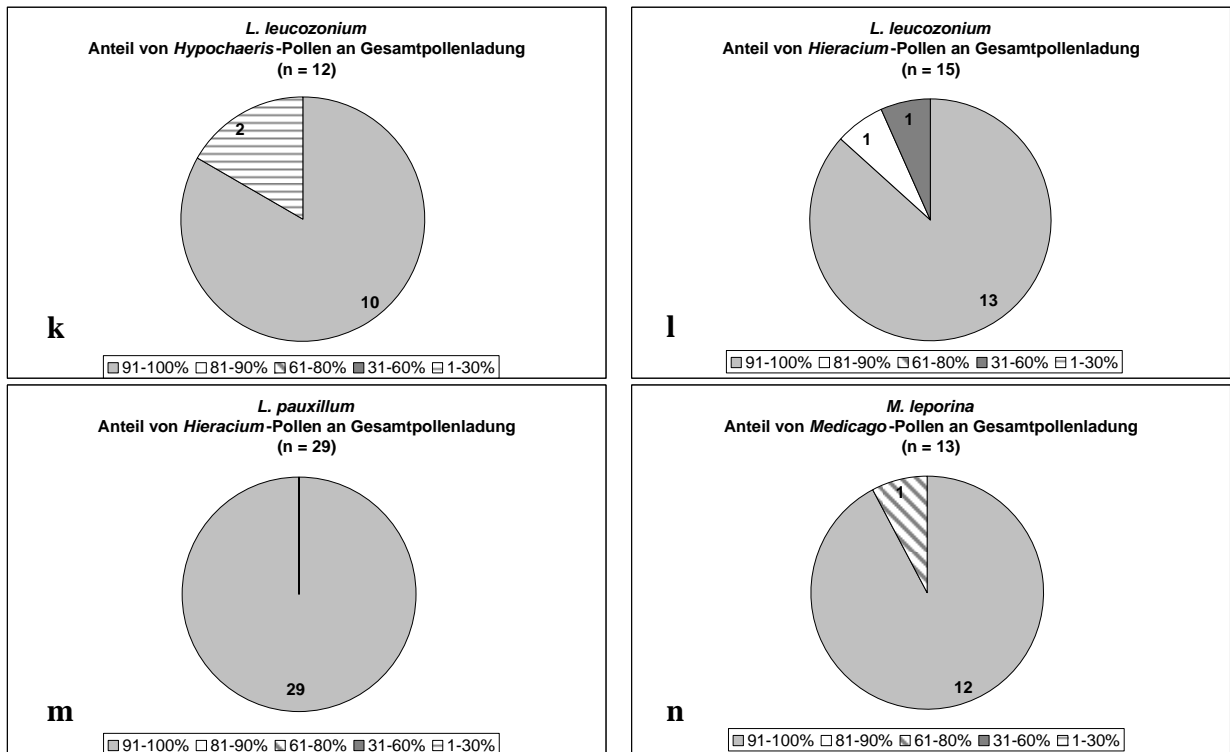 L. leucozonium
Anteil von Hypochaeris-Pollen an Gesamtpollenladung
(n = 12)
2
10
k
91-100% 81-90% 61-80% 31-60% 1-30%
L. leucozonium
Anteil von Hieracium-Pollen an Gesamtpollenladung
(n = 15)
1
1
13
l
91-100% 81-90% 61-80% 31-60% 1-30%
L. pauxillum
Anteil von Hieracium-Pollen an Gesamtpollenladung
(n = 29)
29
m
91-100% 81-90% 61-80% 31-60% 1-30%
M. leporina
Anteil von Medicago-Pollen an Gesamtpollenladung
(n = 13)
1
12
n
91-100% 81-90% 61-80% 31-60% 1-30%